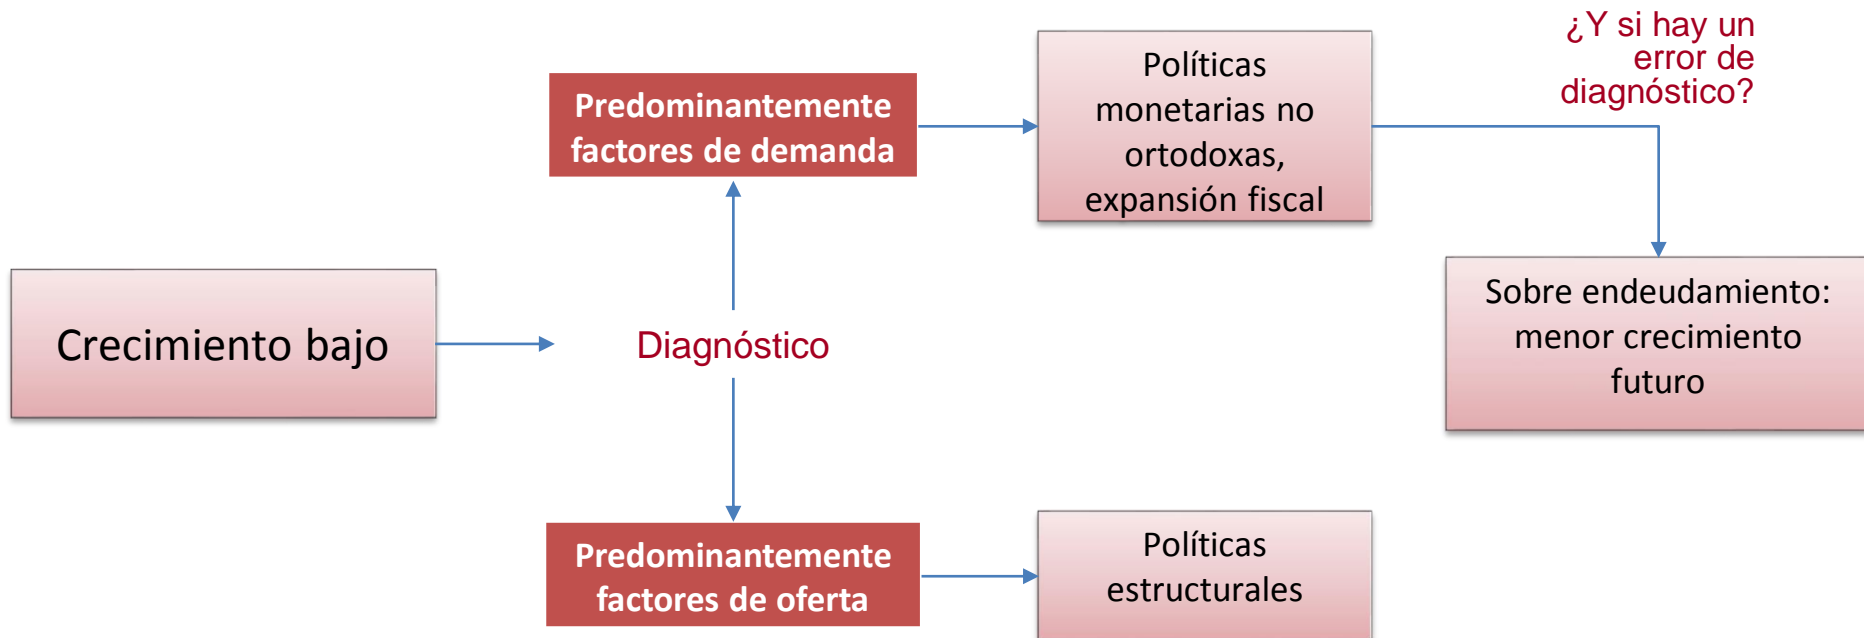 ¿Y si hay un
error de
diagnóstico?
Predominantemente
factores de demanda
Políticas
monetarias no
ortodoxas,
expansión fiscal
Sobre endeudamiento:
menor crecimiento
futuro
Crecimiento bajo
Diagnóstico
Predominantemente
factores de oferta
Políticas
estructurales